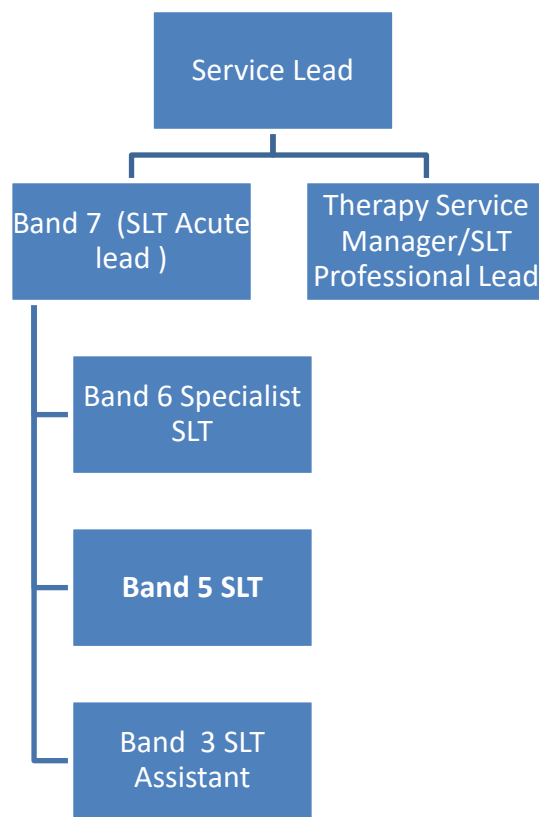 Service Lead
Band 7  (SLT Acute
lead )
Therapy Service
Manager/SLT
Professional Lead
Band 6 Specialist
SLT
Band 5 SLT
Band  3 SLT
Assistant